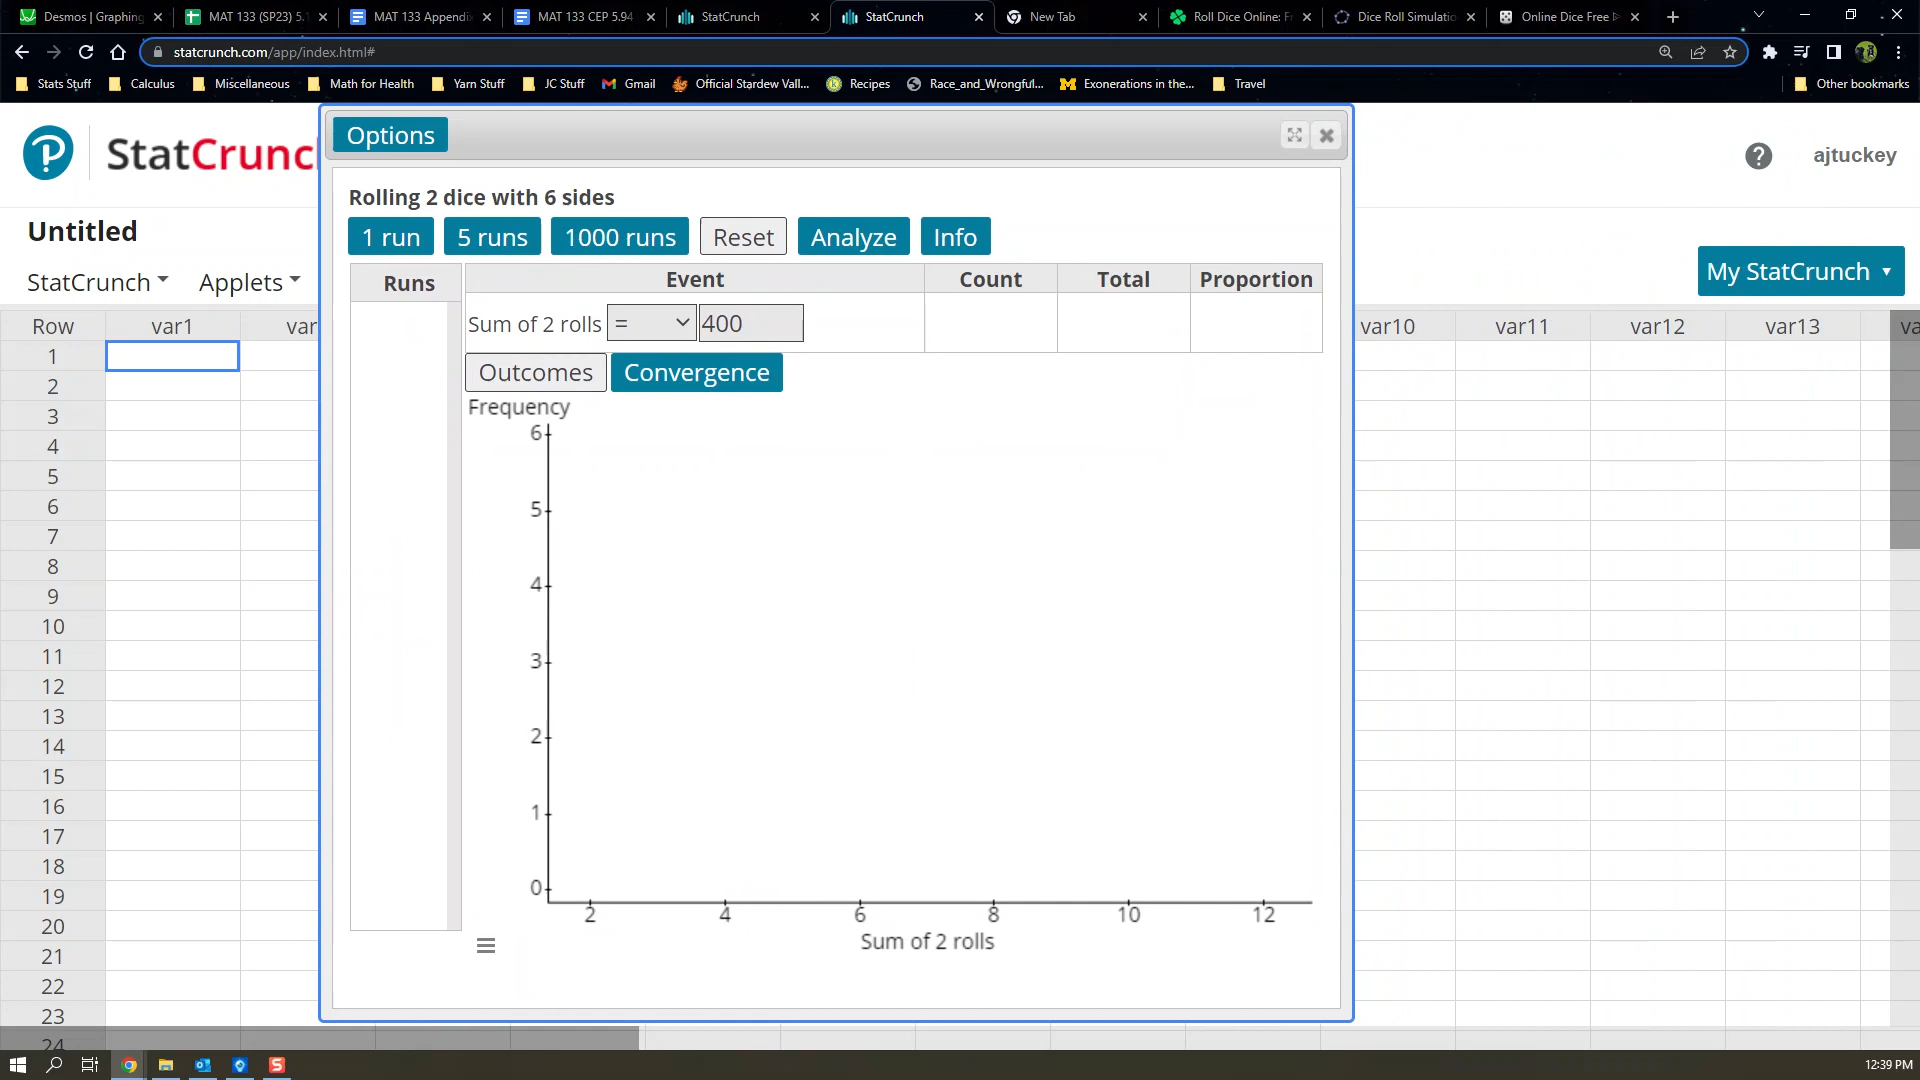 Desmos | Graphing
MAT 133 (SP23) 5.
MAT 133 Appendi
MAT 133 CEP 5.94
StatCrunch
StatCrunch
New Tab
Roll Dice Online: F
Dice Roll Simulatio
Online Dice Free
statcrunch.com/app/index.html#
Stats Stuff
Calculus
Miscellaneous
Math for Health
Yarn Stuff
JC Stuff
Gmail
Official Stardew Vall...
Recipes
Race_and_Wrongful...
Exonerations in the...
Travel
Other bookmarks
StatCrunc
Options
ajtuckey
Untitled
StatCrunch
Applets
My StatCrunch
Rolling 2 dice with 6 sides
1 run
5 runs
1000 runs
Reset
Analyze
Info
Runs
Event
Count
Total
Proportion
Sum of 2 rolls
=
400
Outcomes
Convergence
Frequency
6
5
4
3
2
1
0
2
4
6
8
10
12
Sum of 2 rolls
Row
var1
var
var10
var11
var12
var13
va
1
2
3
4
5
6
7
8
9
10
11
12
13
14
15
16
17
18
19
20
21
22
23
24
12:39 PM